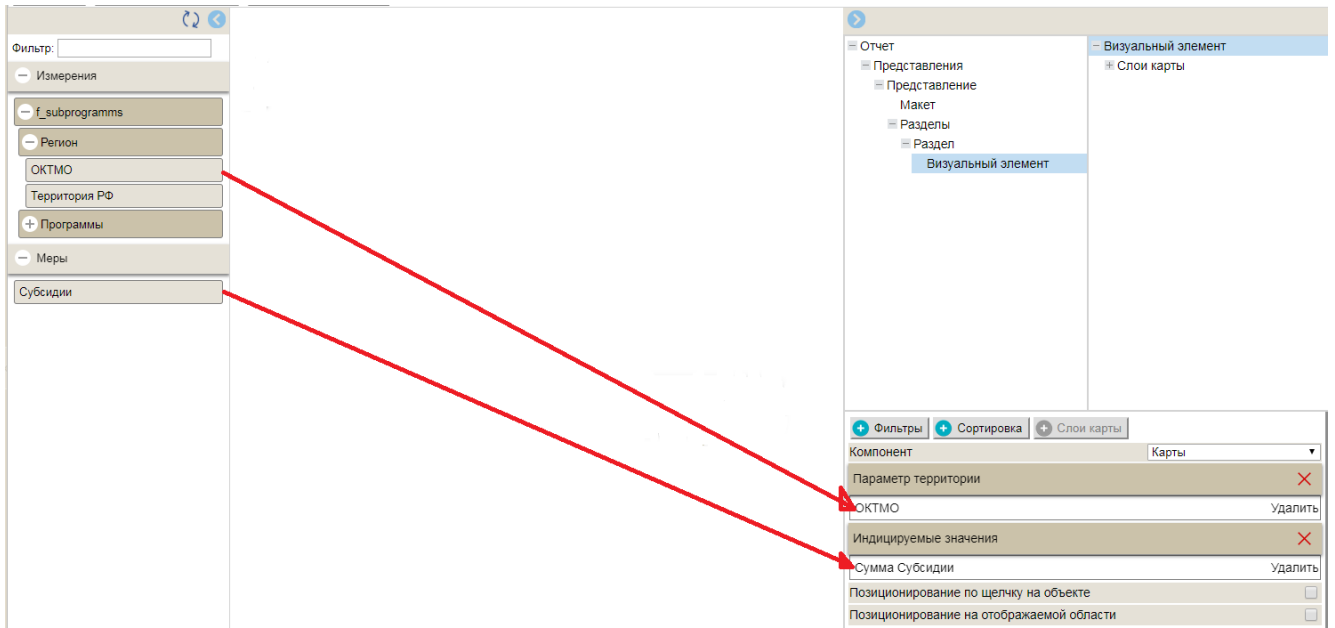 Фильтр:
Измерения
f_subprogramms
Регион
ОКТМО
Территория РФ
Программы
Меры
Субсидии
Отчет
Представления
Представление
Макет
Разделы
Раздел
Визуальный элемент
Визуальный элемент
Слои карты
Фильтры Сортировка Слои карты
Компонент Карты
Параметр территории
ОКТМО Удалить
Индицируемые значения
Сумма Субсидии Удалить
Позиционирование по щелчку на объекте
Позиционирование на отображаемой области